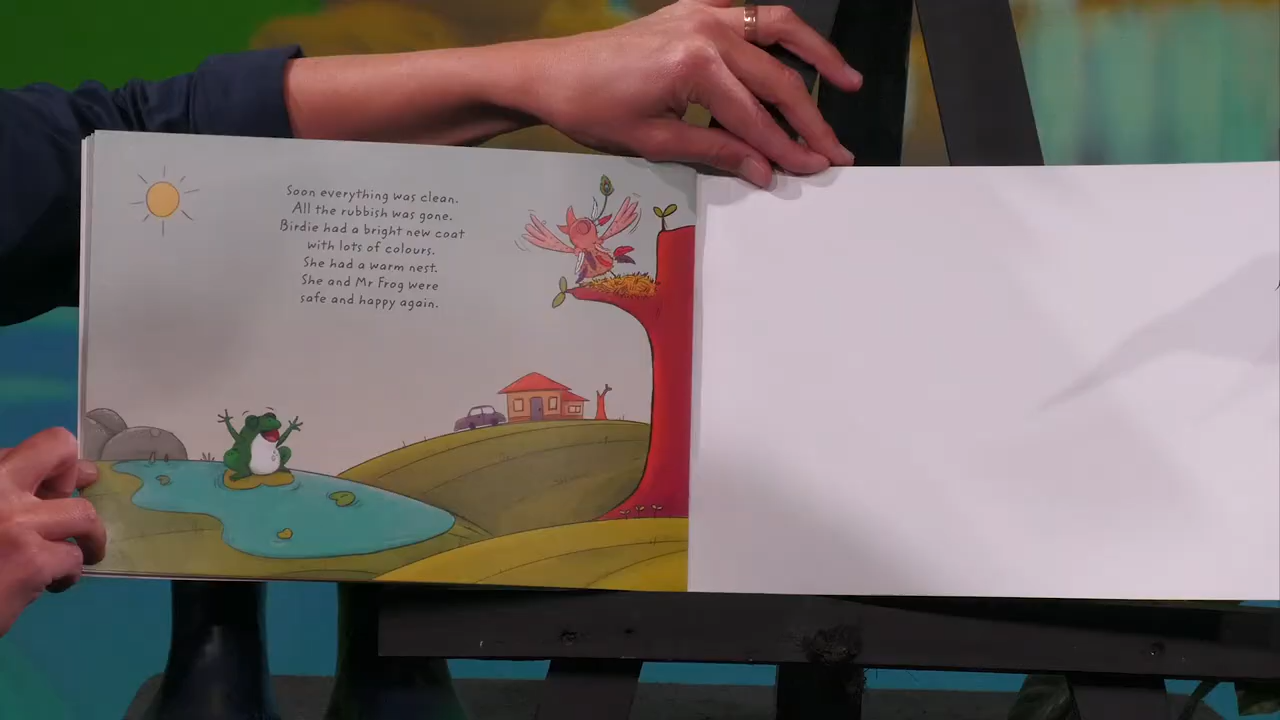 Soon everything was clean.
All the rubbish was gone.
Birdie had a bright new coat
with lots of colours.
She had a warm nest.
She and Mr Frog were
safe and happy again.